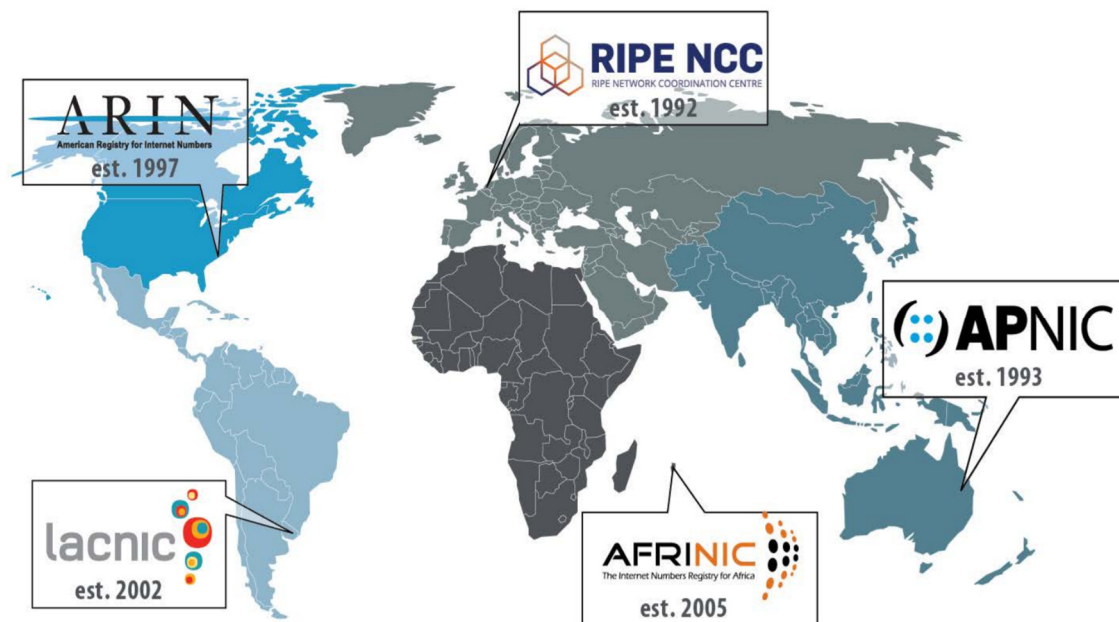 RIPE NCC
RIPE NETWORK COORDINATION CENTRE
est. 1992
ARIN
American Registry for Internet Numbers
est. 1997
APNIC
est. 1993
lacnic
est. 2002
AFRINIC
The Internet Numbers Registry for Africa
est. 2005